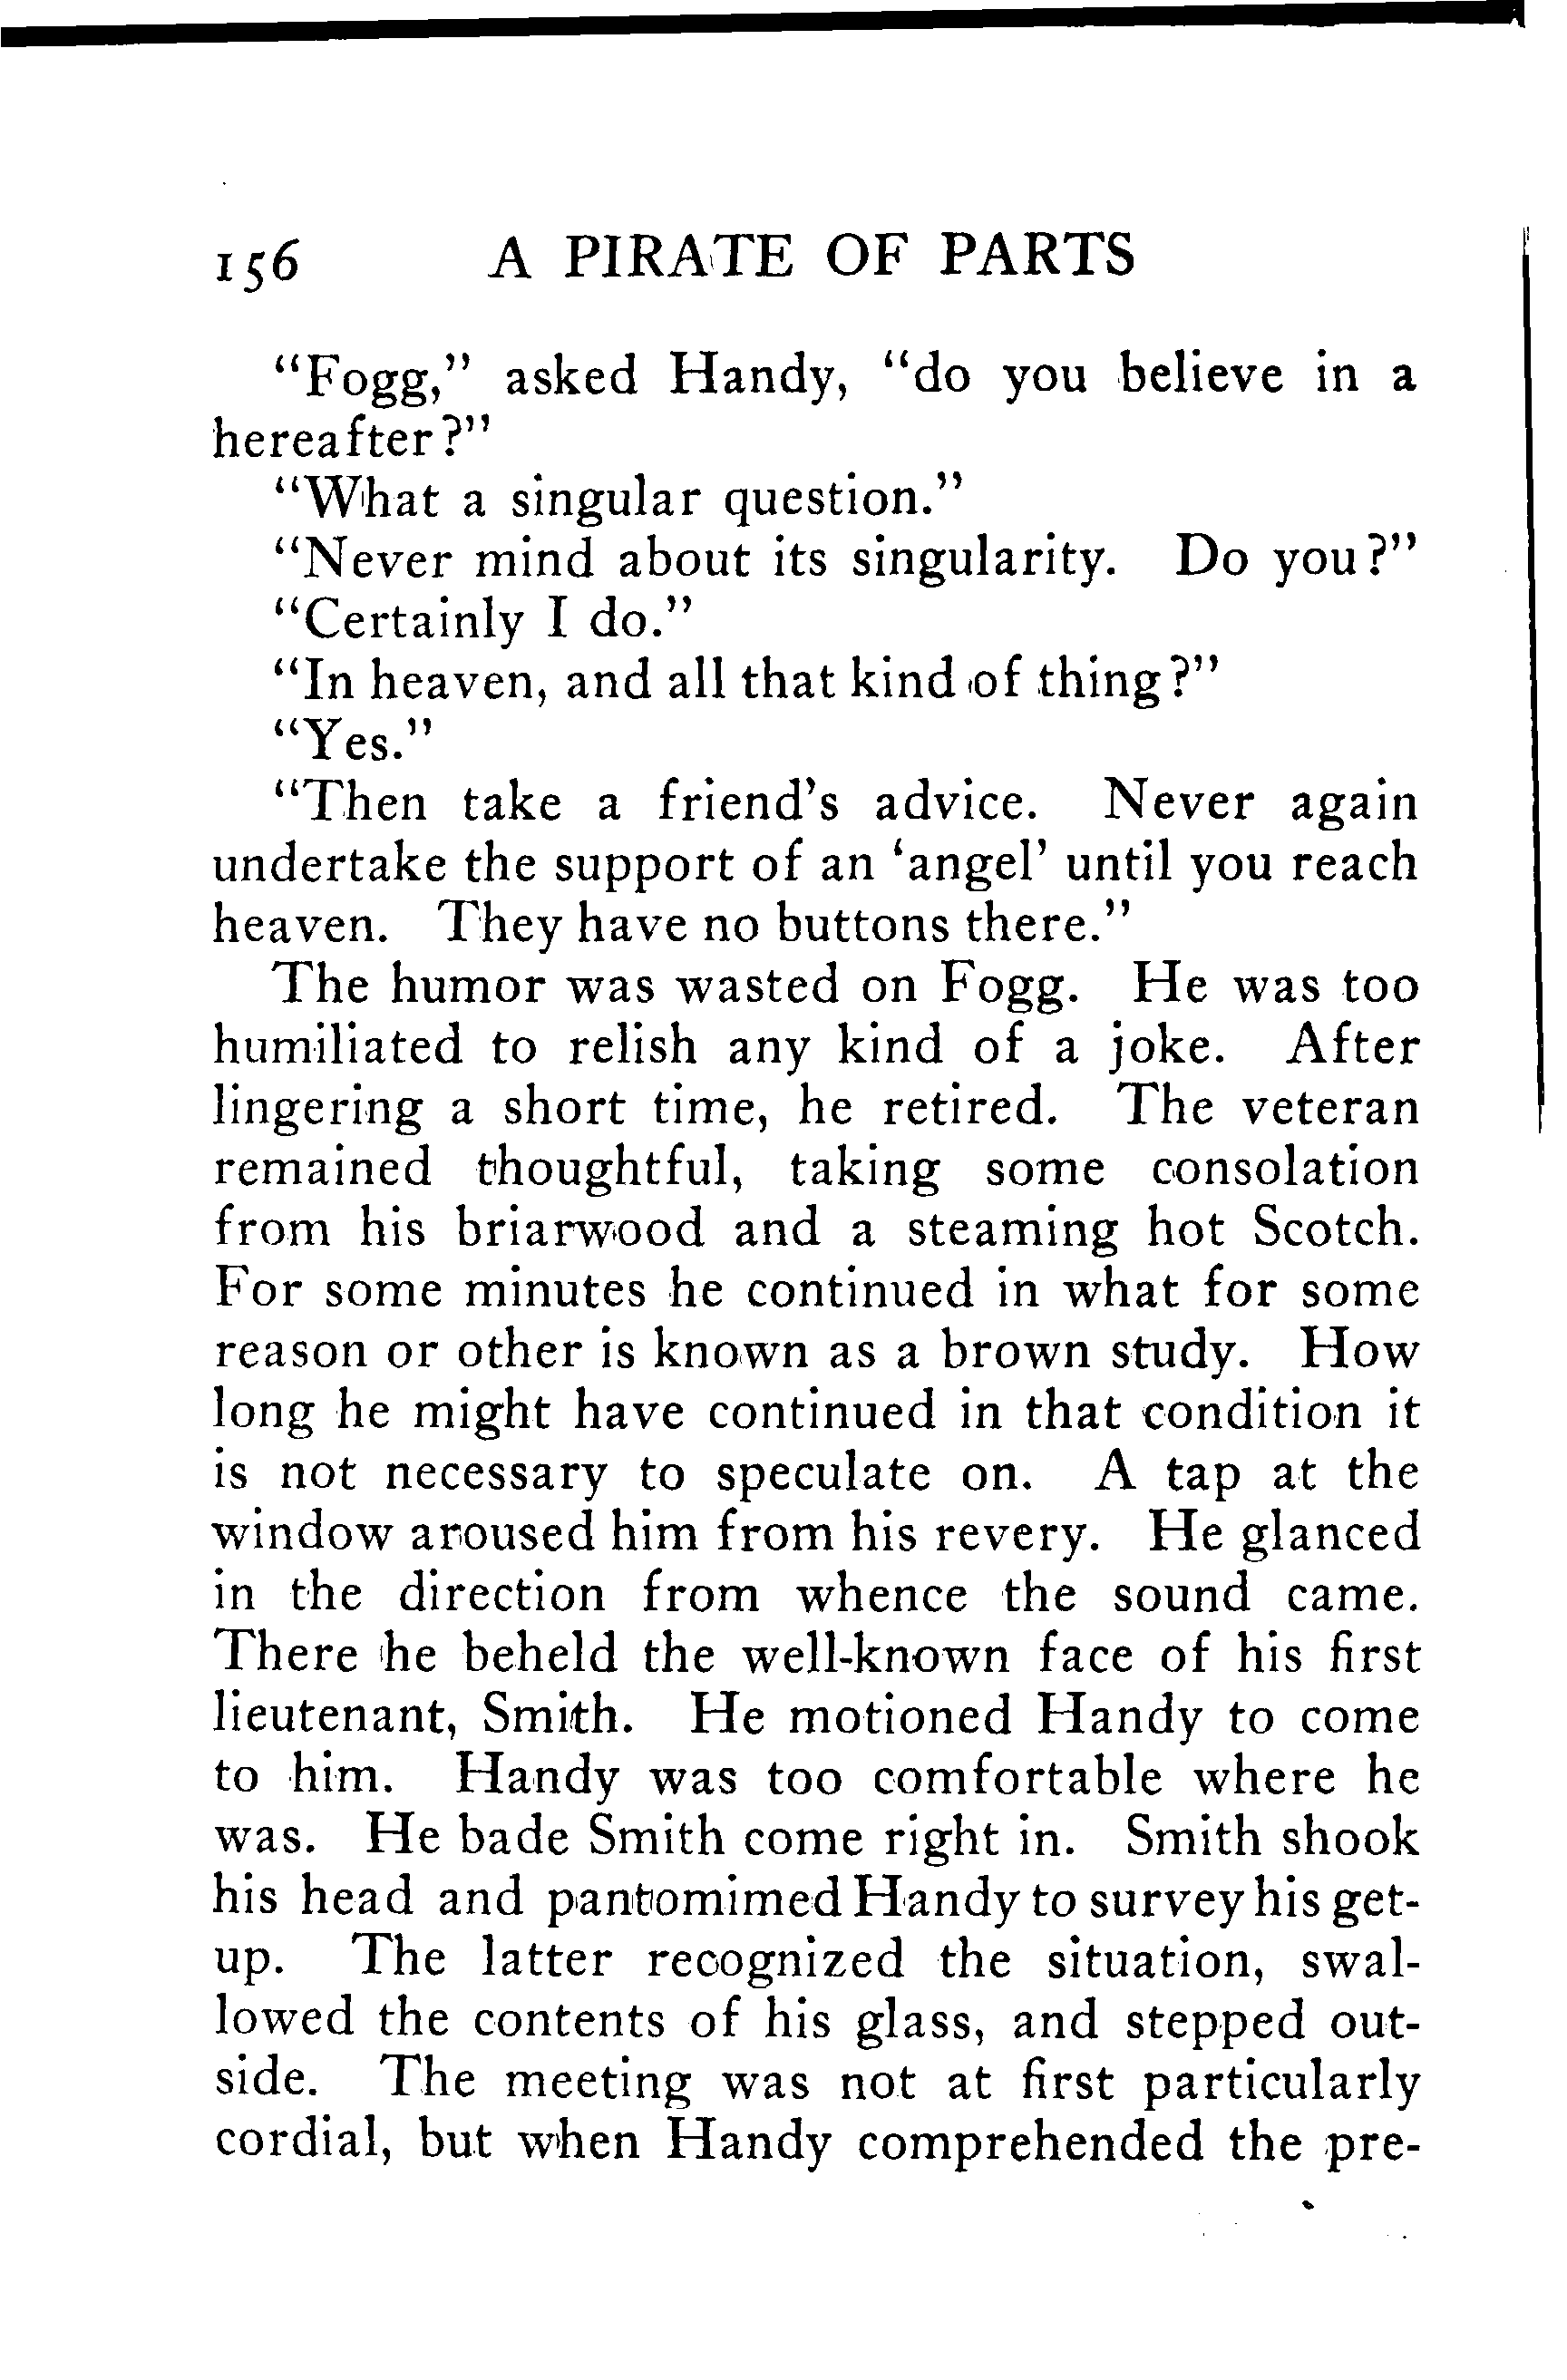 156 A PIRATE OF PARTS
"Fogg," asked Handy, "do you believe in a
hereafter?"
"What a singular question."
"Never mind about its singularity. Do you?"
"Certainly I do."
"In heaven, and all that kind of thing?"
"Yes."
"Then take a friend's advice. Never again
undertake the support of an 'angel' until you reach
heaven. They have no buttons there."
The humor was wasted on Fogg. He was too
humiliated to relish any kind of a joke. After
lingering a short time, he retired. The veteran
remained thoughtful, taking some consolation
from his briarwood and a steaming hot Scotch.
For some minutes he continued in what for some
reason or other is known as a brown study. How
long he might have continued in that condition it
is not necessary to speculate on. A tap at the
window aroused him from his revery. He glanced
in the direction from whence the sound came.
There he beheld the well-known face of his first
lieutenant, Smith. He motioned Handy to come
to him. Handy was too comfortable where he
was. He bade Smith come right in. Smith shook
his head and pantomimed Handy to survey his get-
up. The latter recognized the situation, swal-
lowed the contents of his glass, and stepped out-
side. The meeting was not at first particularly
cordial, but when Handy comprehended the pre-